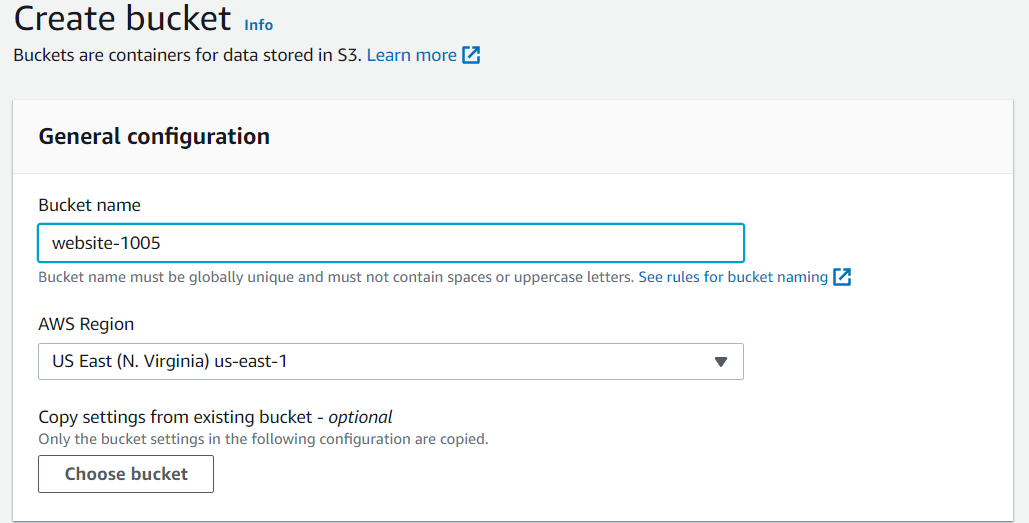 Create bucket Info
Buckets are containers for data stored in S3. Learn more
General configuration
Bucket name
website-1005
Bucket name must be globally unique and must not contain spaces or uppercase letters. See rules for bucket naming
AWS Region
US East (N. Virginia) us-east-1
Copy settings from existing bucket - optional
Only the bucket settings in the following configuration are copied.
Choose bucket